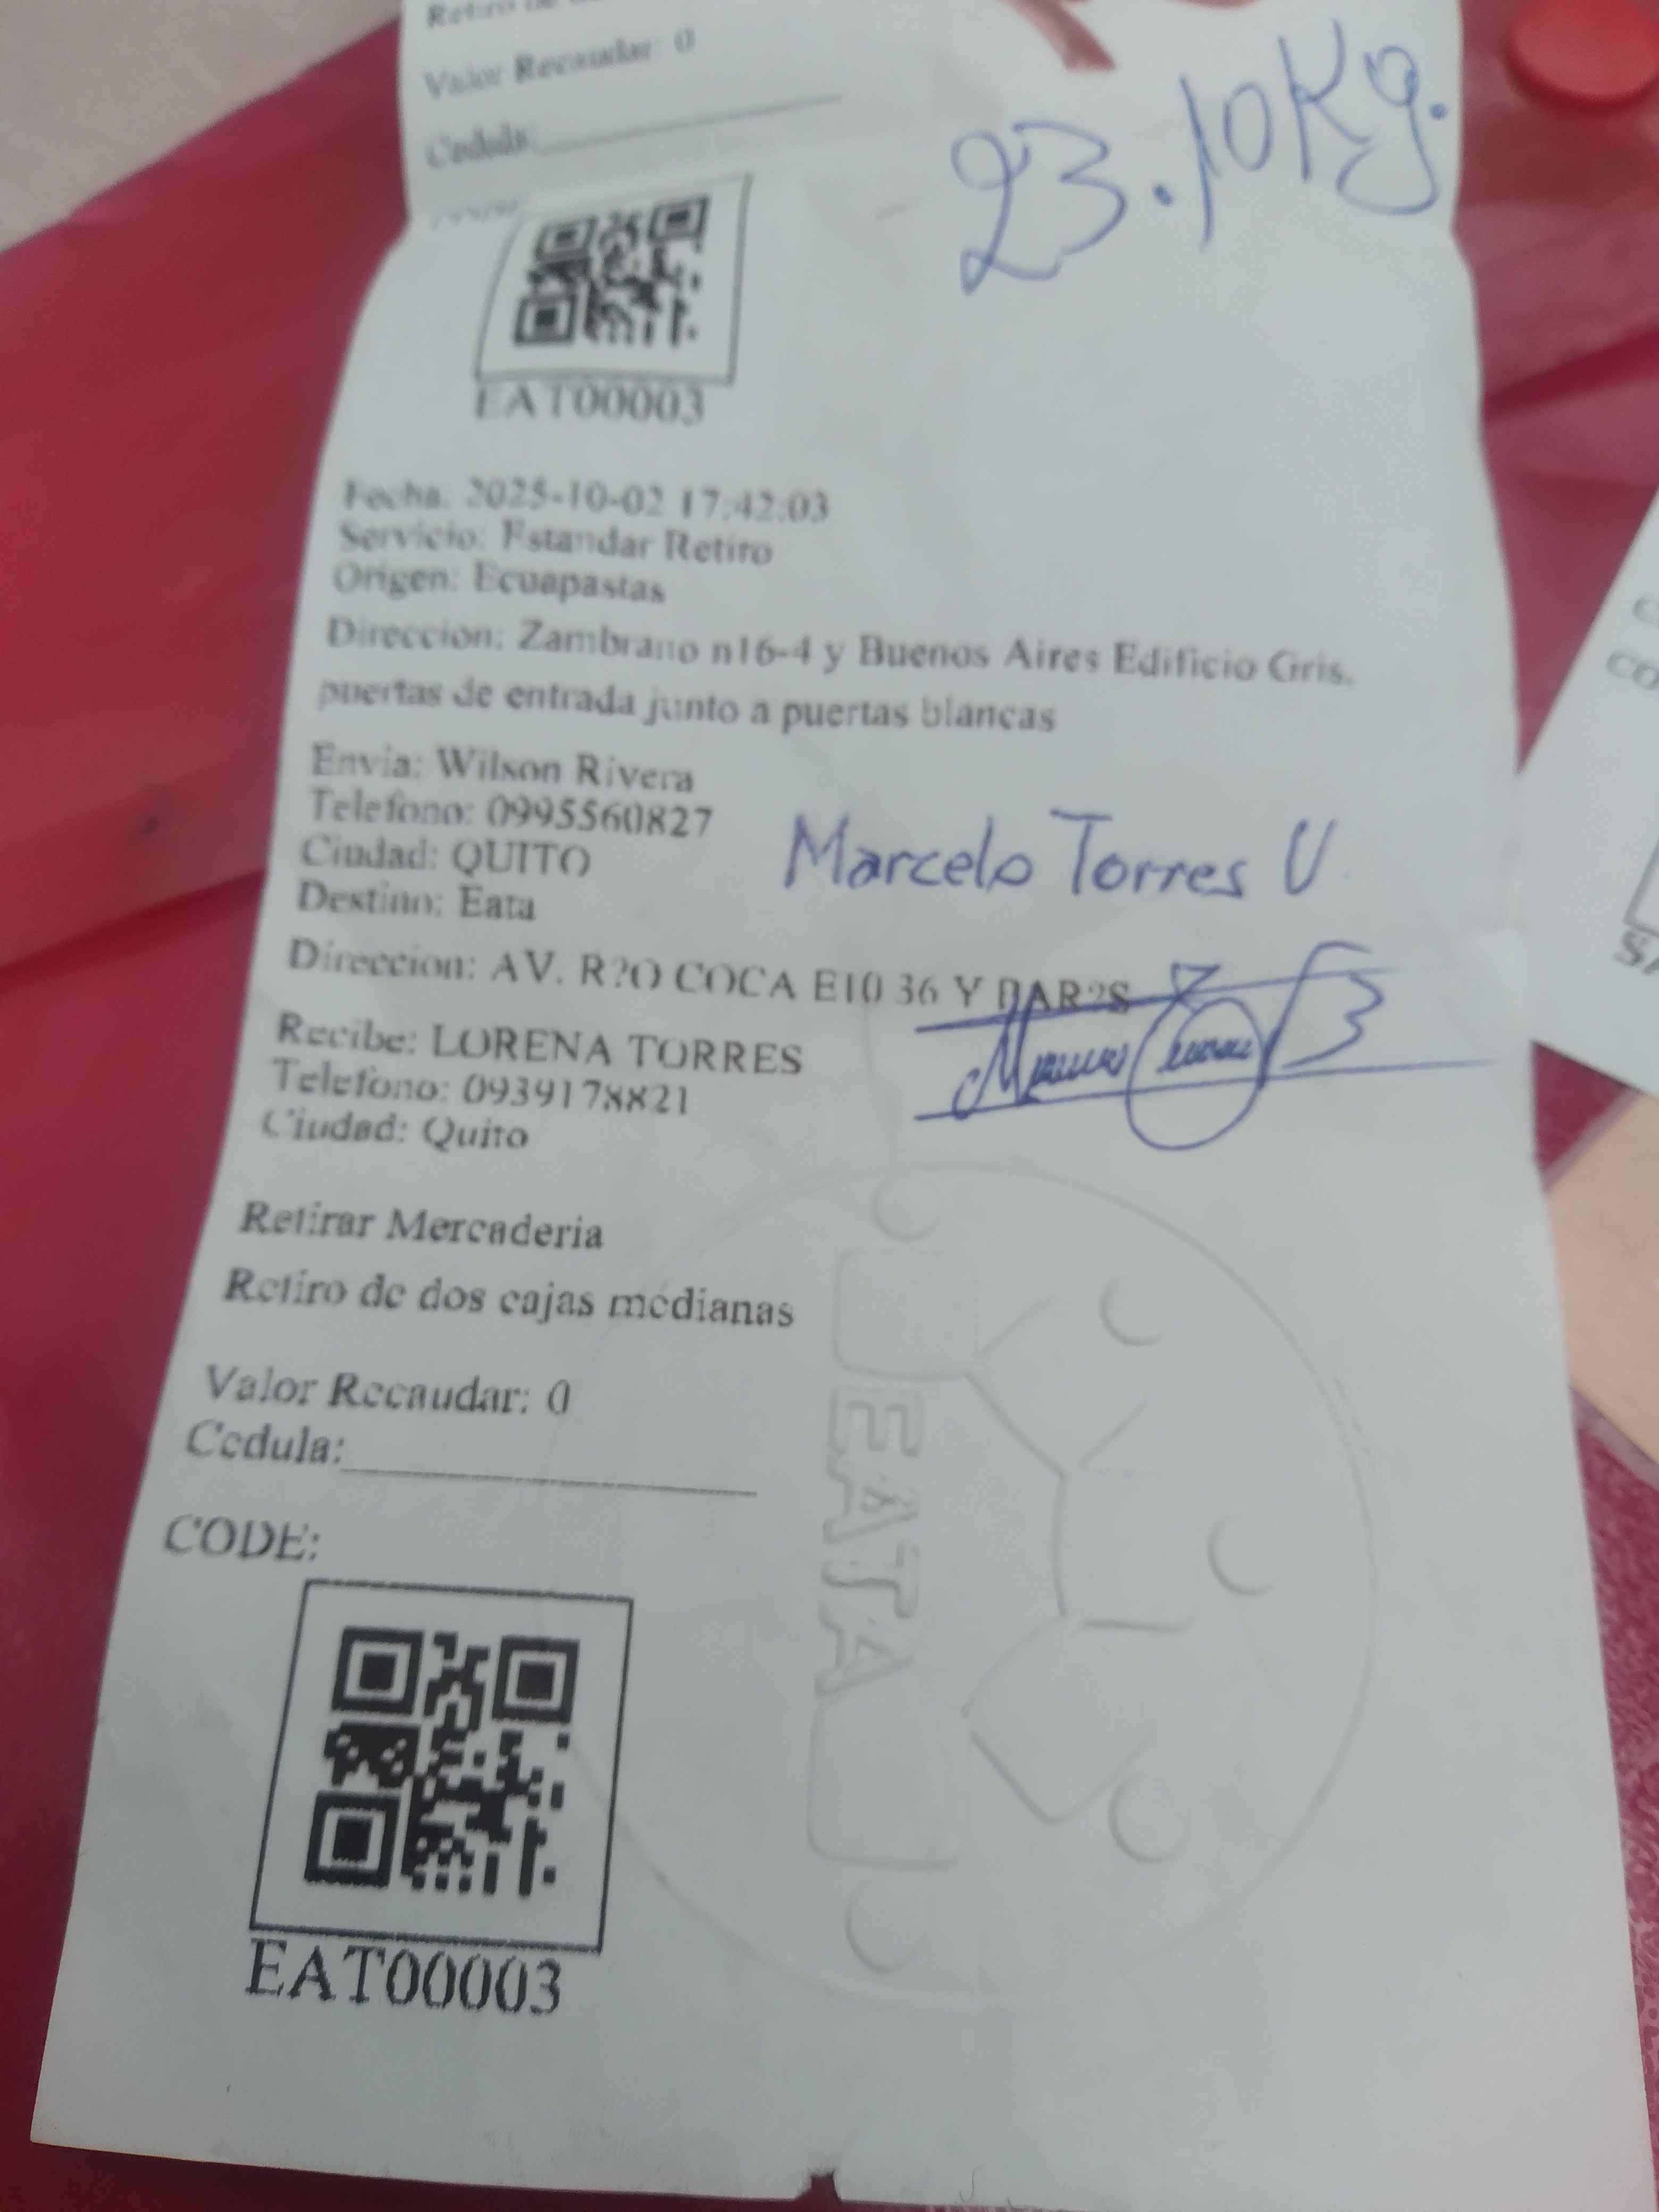 Valor Recaudar: 0
Cedula:
23.10Kg.
EAT00003
Fecha: 2025-10-02 17:42:03
Servicio: Estandar Retiro
Origen: Ecuapastas
Direccion: Zambrano n16-4 y Buenos Aires Edificio Gris.
puertas de entrada junto a puertas blancas
Envia: Wilson Rivera
Telefono: 0995560827
Marcelo Torres U.
Ciudad: QUITO
Destino: Eata
Direccion: AV. R?O COCA E10 36 Y PAR?S
Recibe: LORENA TORRES
Telefono: 0939178821
Ciudad: Quito
Retirar Mercaderia
Retiro de dos cajas medianas
Valor Recaudar: 0
Cedula:
CODE:
EATA
EAT00003